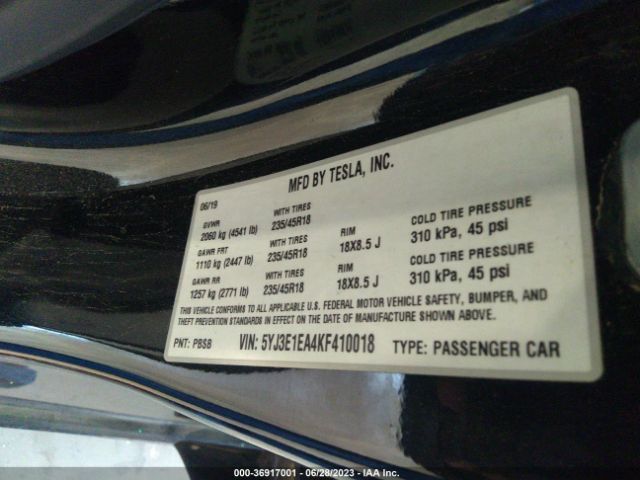 MFD BY TESLA, INC.
06/19
GVWR WITH TIRES RIM COLD TIRE PRESSURE
2060 kg (4541 lb) 235/45R18
GAWR FRT WITH TIRES RIM COLD TIRE PRESSURE
1110 kg (2447 lb) 235/45R18 18X8.5 J 310 kPa, 45 psi
GAWR RR WITH TIRES RIM COLD TIRE PRESSURE
1257 kg (2771 lb) 235/45R18 18X8.5 J 310 kPa, 45 psi
THIS VEHICLE CONFORMS TO ALL APPLICABLE U.S. FEDERAL MOTOR VEHICLE SAFETY, BUMPER, AND
THEFT PREVENTION STANDARDS IN EFFECT ON THE DATE OF MANUFACTURE SHOWN ABOVE.
PNT: PBSB VIN: 5YJ3E1EA4KF410018 TYPE: PASSENGER CAR
000-36917001 - 06/28/2023 - IAA Inc.